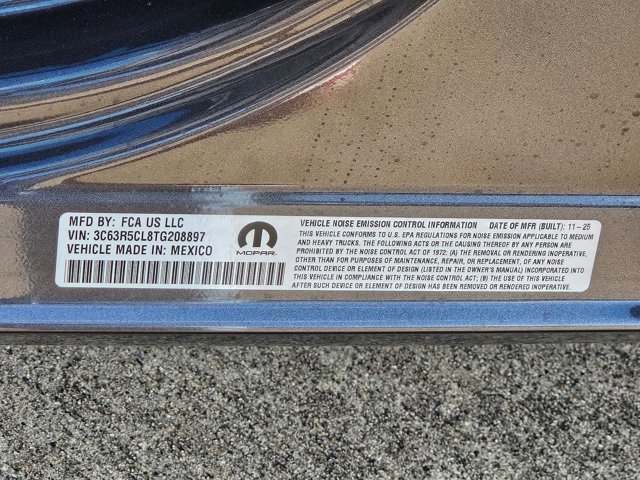 MFD BY: FCA US LLC
VIN: 3C63R5CL8TG208897
VEHICLE MADE IN: MEXICO
MOPAR
VEHICLE NOISE EMISSION CONTROL INFORMATION DATE OF MFR (BUILT): 11-25
THIS VEHICLE CONFORMS TO U.S. EPA REGULATIONS FOR NOISE EMISSION APPLICABLE TO MEDIUM
AND HEAVY TRUCKS. THE FOLLOWING ACTS OR THE CAUSING THEREOF BY ANY PERSON ARE
PROHIBITED BY THE NOISE CONTROL ACT OF 1972: (A) THE REMOVAL OR RENDERING INOPERATIVE,
OTHER THAN FOR PURPOSES OF MAINTENANCE, REPAIR, OR REPLACEMENT, OF ANY NOISE
CONTROL DEVICE OR ELEMENT OF DESIGN (LISTED IN THE OWNER'S MANUAL) INCORPORATED INTO
THIS VEHICLE IN COMPLIANCE WITH THE NOISE CONTROL ACT; (B) THE USE OF THIS VEHICLE
AFTER SUCH DEVICE OR ELEMENT OF DESIGN HAS BEEN REMOVED OR RENDERED INOPERATIVE.